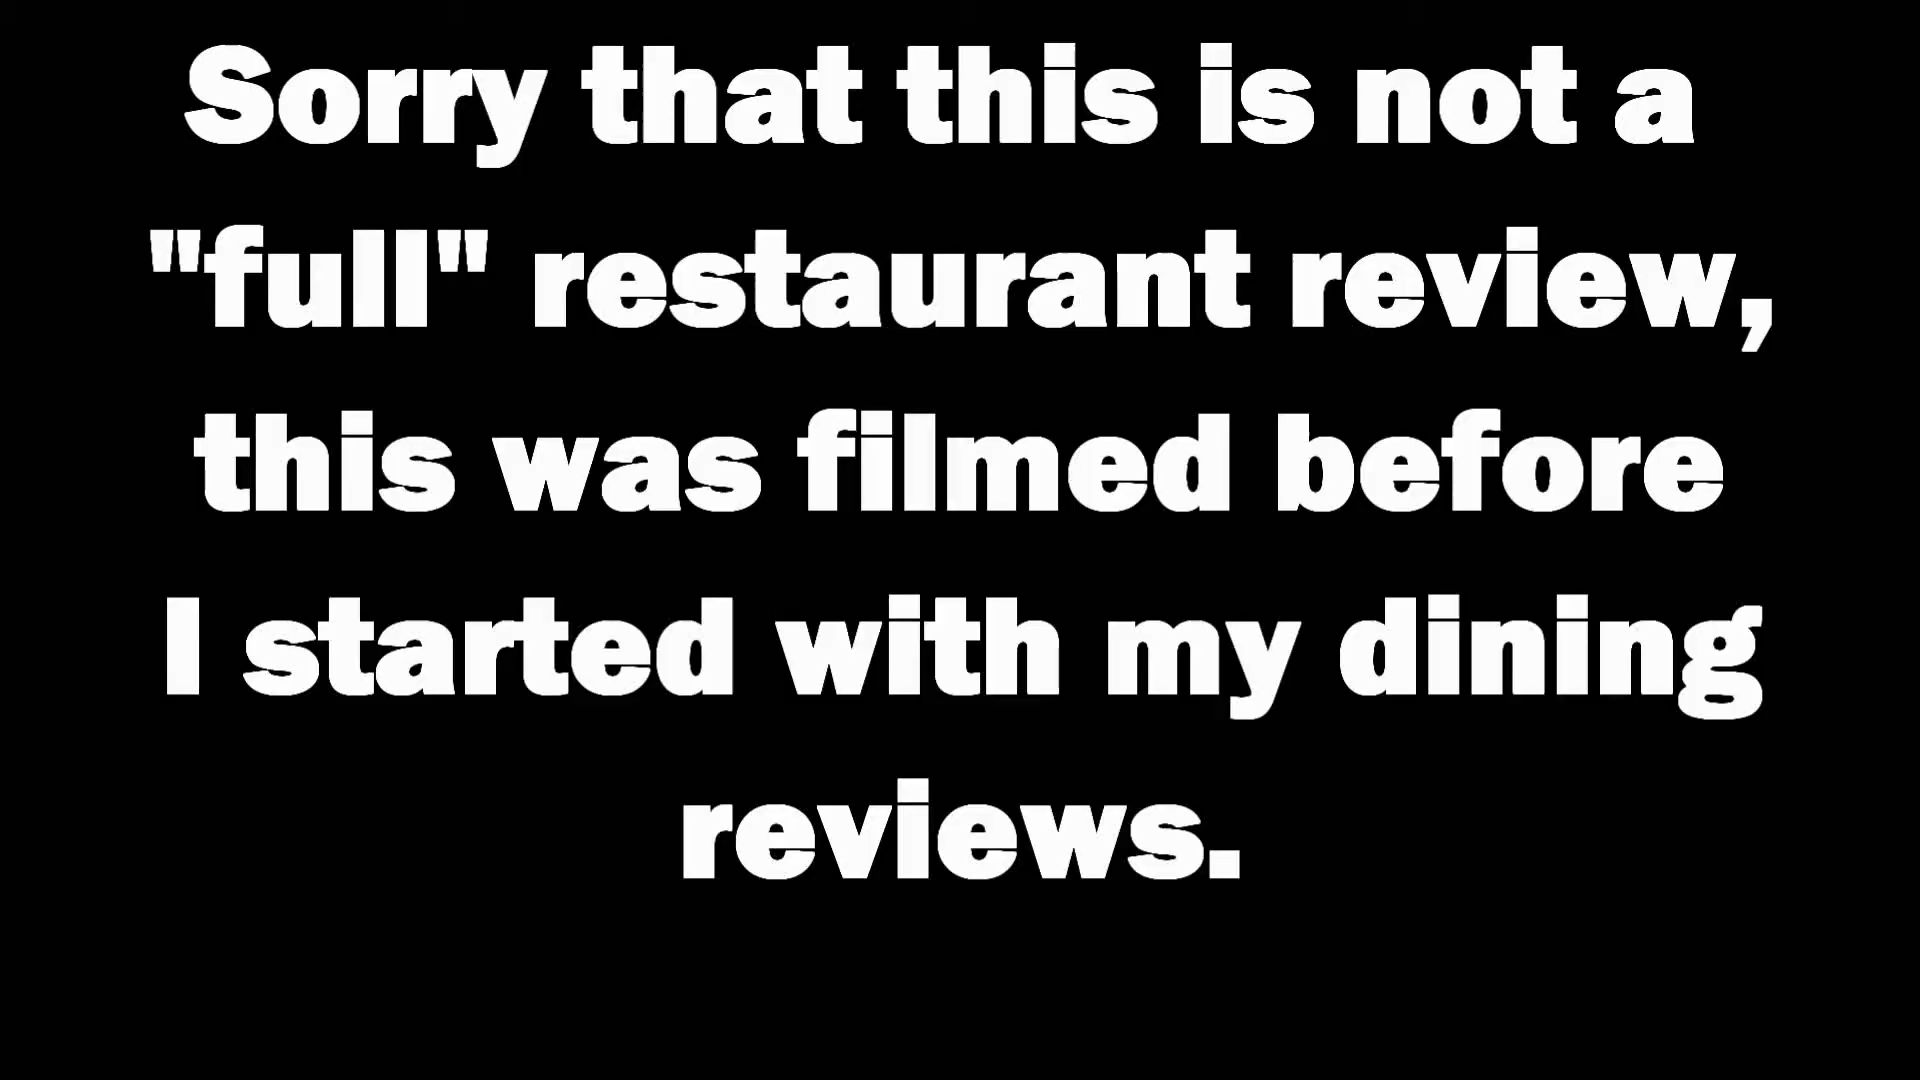 Sorry that this is not a
"full" restaurant review,
this was filmed before
I started with my dining
reviews.